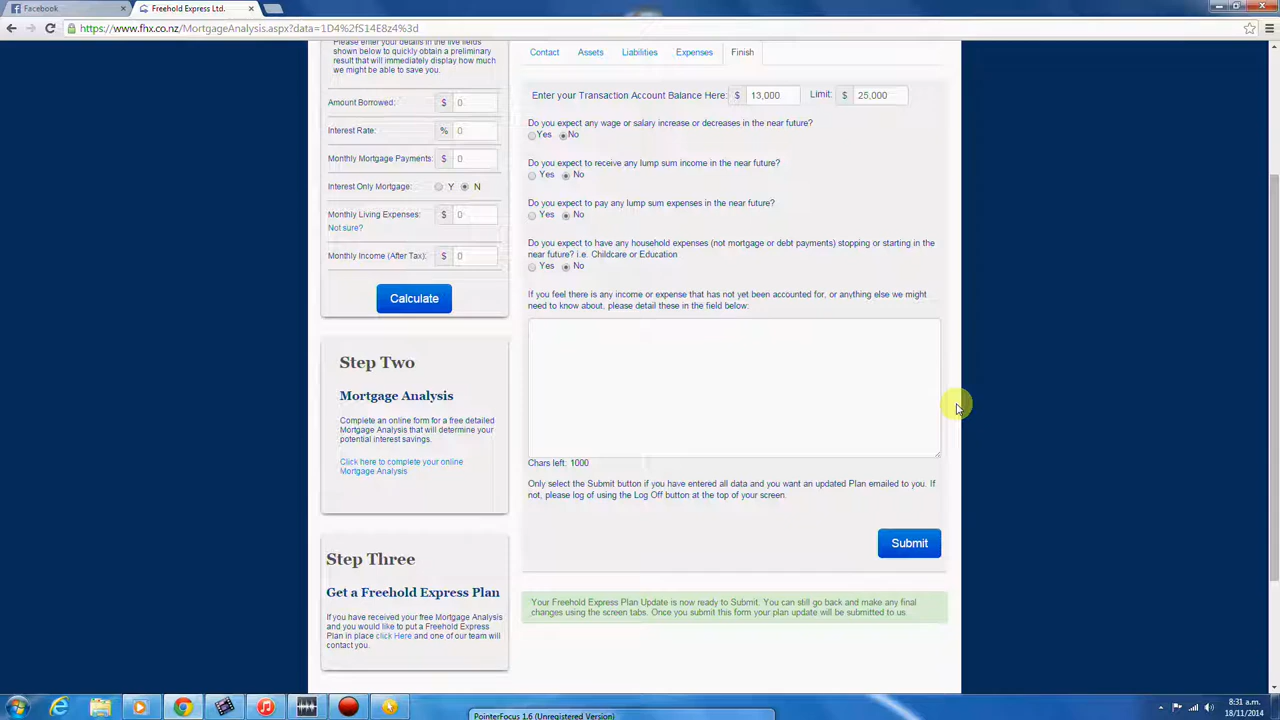 Facebook
Freehold Express Ltd.
https://www.fhx.co.nz/MortgageAnalysis.aspx?data=1D4%2fS14E8z4%3d
Please enter your details in the five fields
shown below to quickly obtain a preliminary
result that will immediately display how much
we might be able to save you.
Amount Borrowed: $ 0
Interest Rate: % 0
Monthly Mortgage Payments: $ 0
Interest Only Mortgage: Y N
Monthly Living Expenses: $ 0
Not sure?
Monthly Income (After Tax): $ 0
Calculate
Step Two
Mortgage Analysis
Complete an online form for a free detailed
Mortgage Analysis that will determine your
potential interest savings.
Click here to complete your online
Mortgage Analysis
Step Three
Get a Freehold Express Plan
If you have received your free Mortgage Analysis
and you would like to put a Freehold Express
Plan in place click Here and one of our team will
contact you.
Contact Assets Liabilities Expenses Finish
Enter your Transaction Account Balance Here: $ 13,000 Limit: $ 25,000
Do you expect any wage or salary increase or decreases in the near future?
Yes No
Do you expect to receive any lump sum income in the near future?
Yes No
Do you expect to pay any lump sum expenses in the near future?
Yes No
Do you expect to have any household expenses (not mortgage or debt payments) stopping or starting in the
near future? i.e. Childcare or Education
Yes No
If you feel there is any income or expense that has not yet been accounted for, or anything else we might
need to know about, please detail these in the field below:
Chars left: 1000
Only select the Submit button if you have entered all data and you want an updated Plan emailed to you. If
not, please log of using the Log Off button at the top of your screen.
Submit
Your Freehold Express Plan Update is now ready to Submit. You can still go back and make any final
changes using the screen tabs. Once you submit this form your plan update will be submitted to us.
PointerFocus 1.6 (Unregistered Version)
8:31 a.m.
18/11/2014